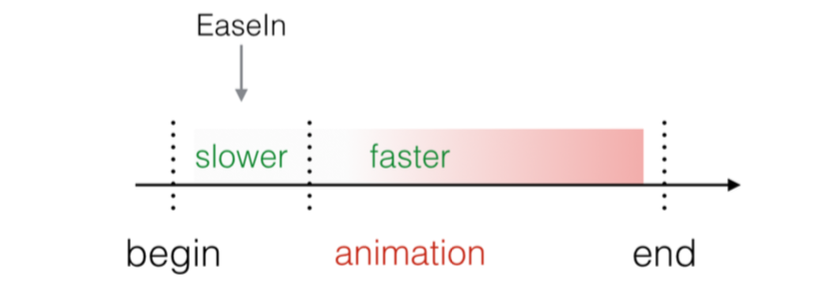 EaseIn
slower faster
begin animation end